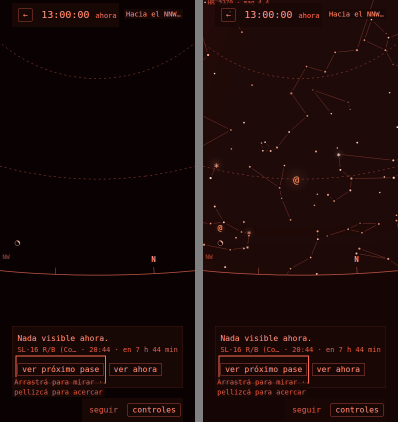 ← 13:00:00 ahora Hacia el NNW…
NW
N
Nada visible ahora.
SL-16 R/B (Co… · 20:44 · en 7 h 44 min
ver próximo pase ver ahora
Arrastrá para mirar ·
pellizcá para acercar
seguir controles
← 13:00:00 ahora Hacia el NNW…
@
@
NW
N
Nada visible ahora.
SL-16 R/B (Co… · 20:44 · en 7 h 44 min
ver próximo pase ver ahora
Arrastrá para mirar ·
pellizcá para acercar
seguir controles